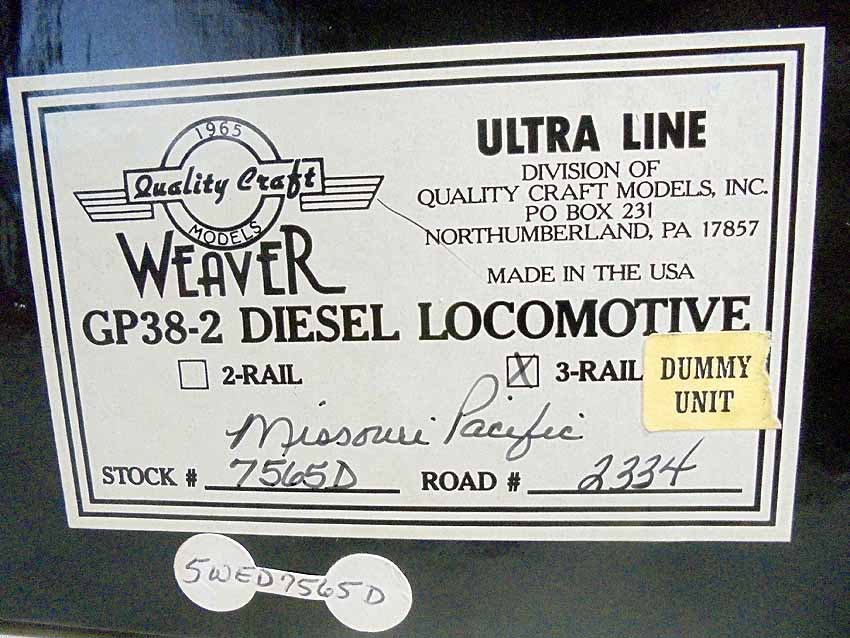 1965
Quality Craft
MODELS
WEAVER
ULTRA LINE
DIVISION OF
QUALITY CRAFT MODELS, INC.
PO BOX 231
NORTHUMBERLAND, PA 17857
MADE IN THE USA
GP38-2 DIESEL LOCOMOTIVE
2-RAIL X 3-RAIL
DUMMY
UNIT
Missouri Pacific
STOCK # 7565D ROAD # 2334
5WED7565D